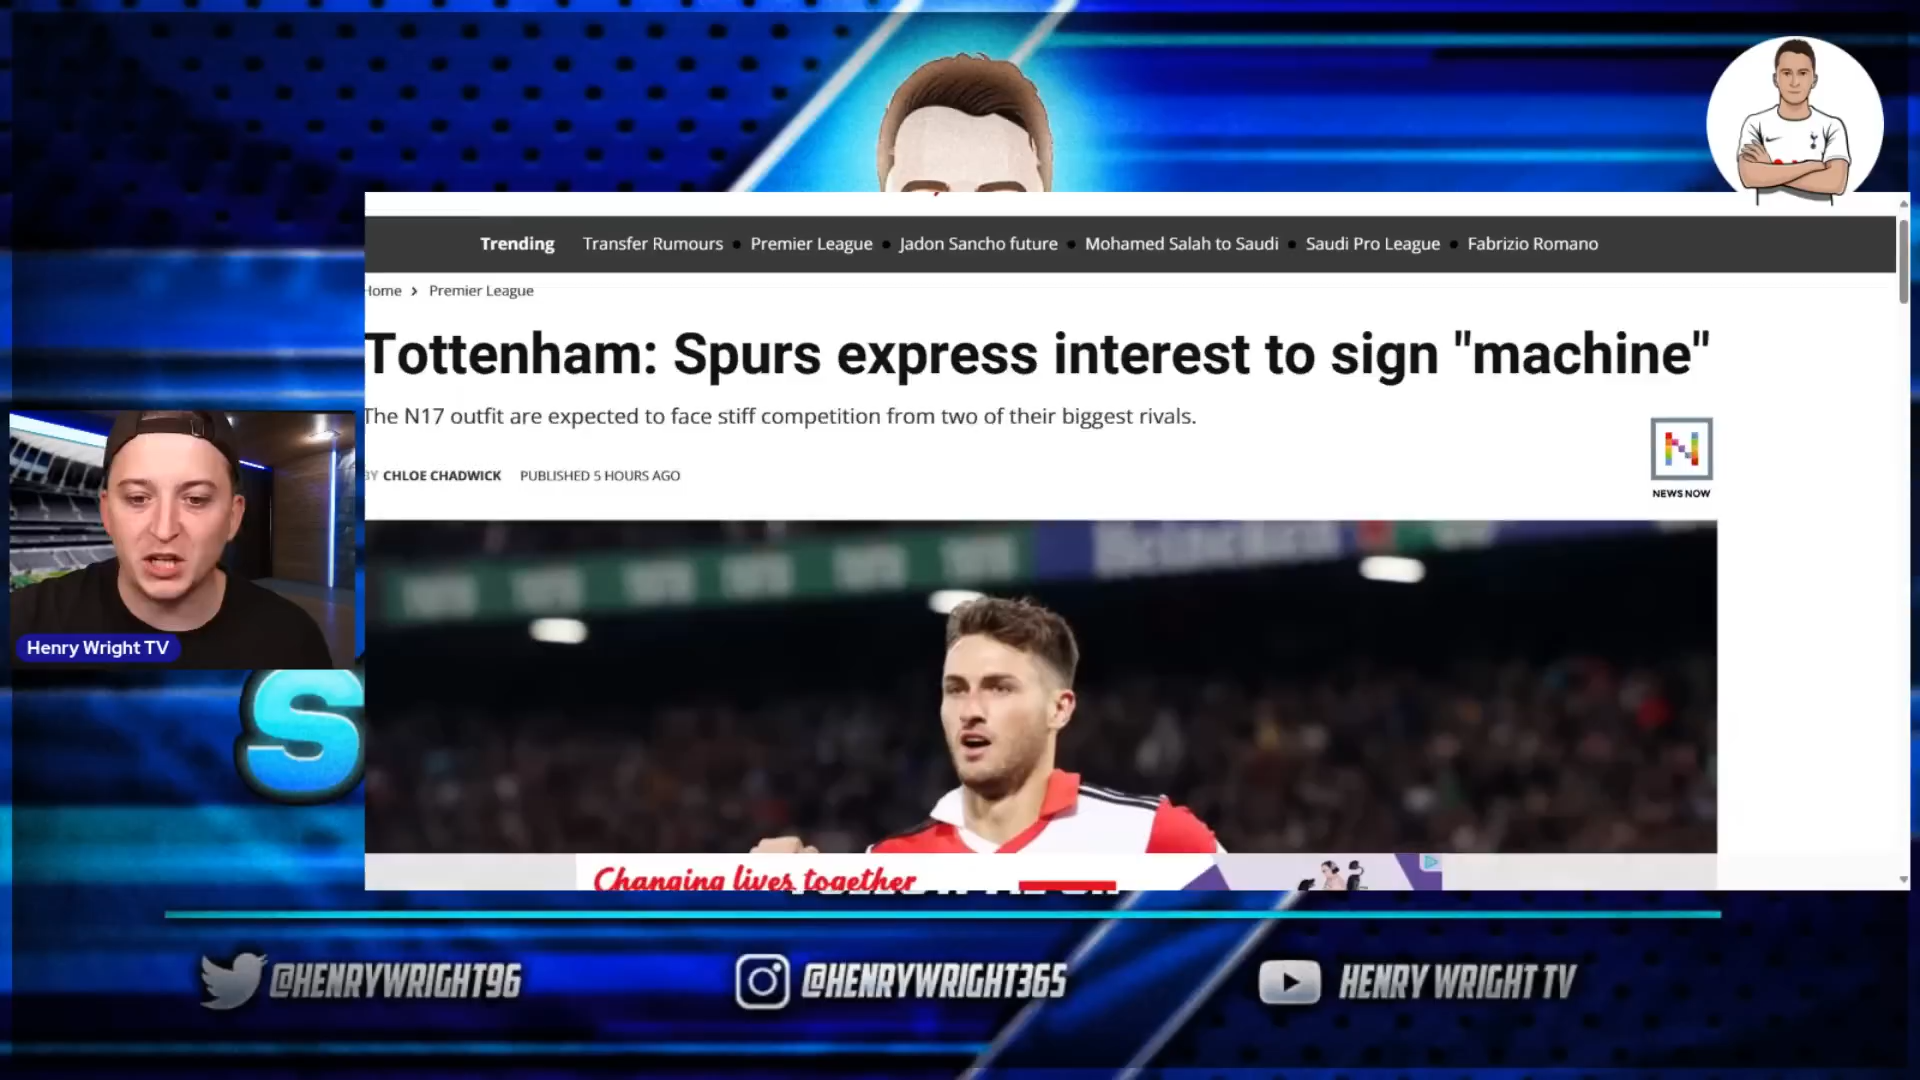 Trending Transfer Rumours Premier League Jadon Sancho future Mohamed Salah to Saudi Saudi Pro League Fabrizio Romano
Home > Premier League
Tottenham: Spurs express interest to sign "machine"
The N17 outfit are expected to face stiff competition from two of their biggest rivals.
BY CHLOE CHADWICK PUBLISHED 5 HOURS AGO
N
NEWS NOW
Heineken
Henry Wright TV
S
Changing lives together
@HENRYWRIGHT96
@HENRYWRIGHT365
HENRY WRIGHT TV